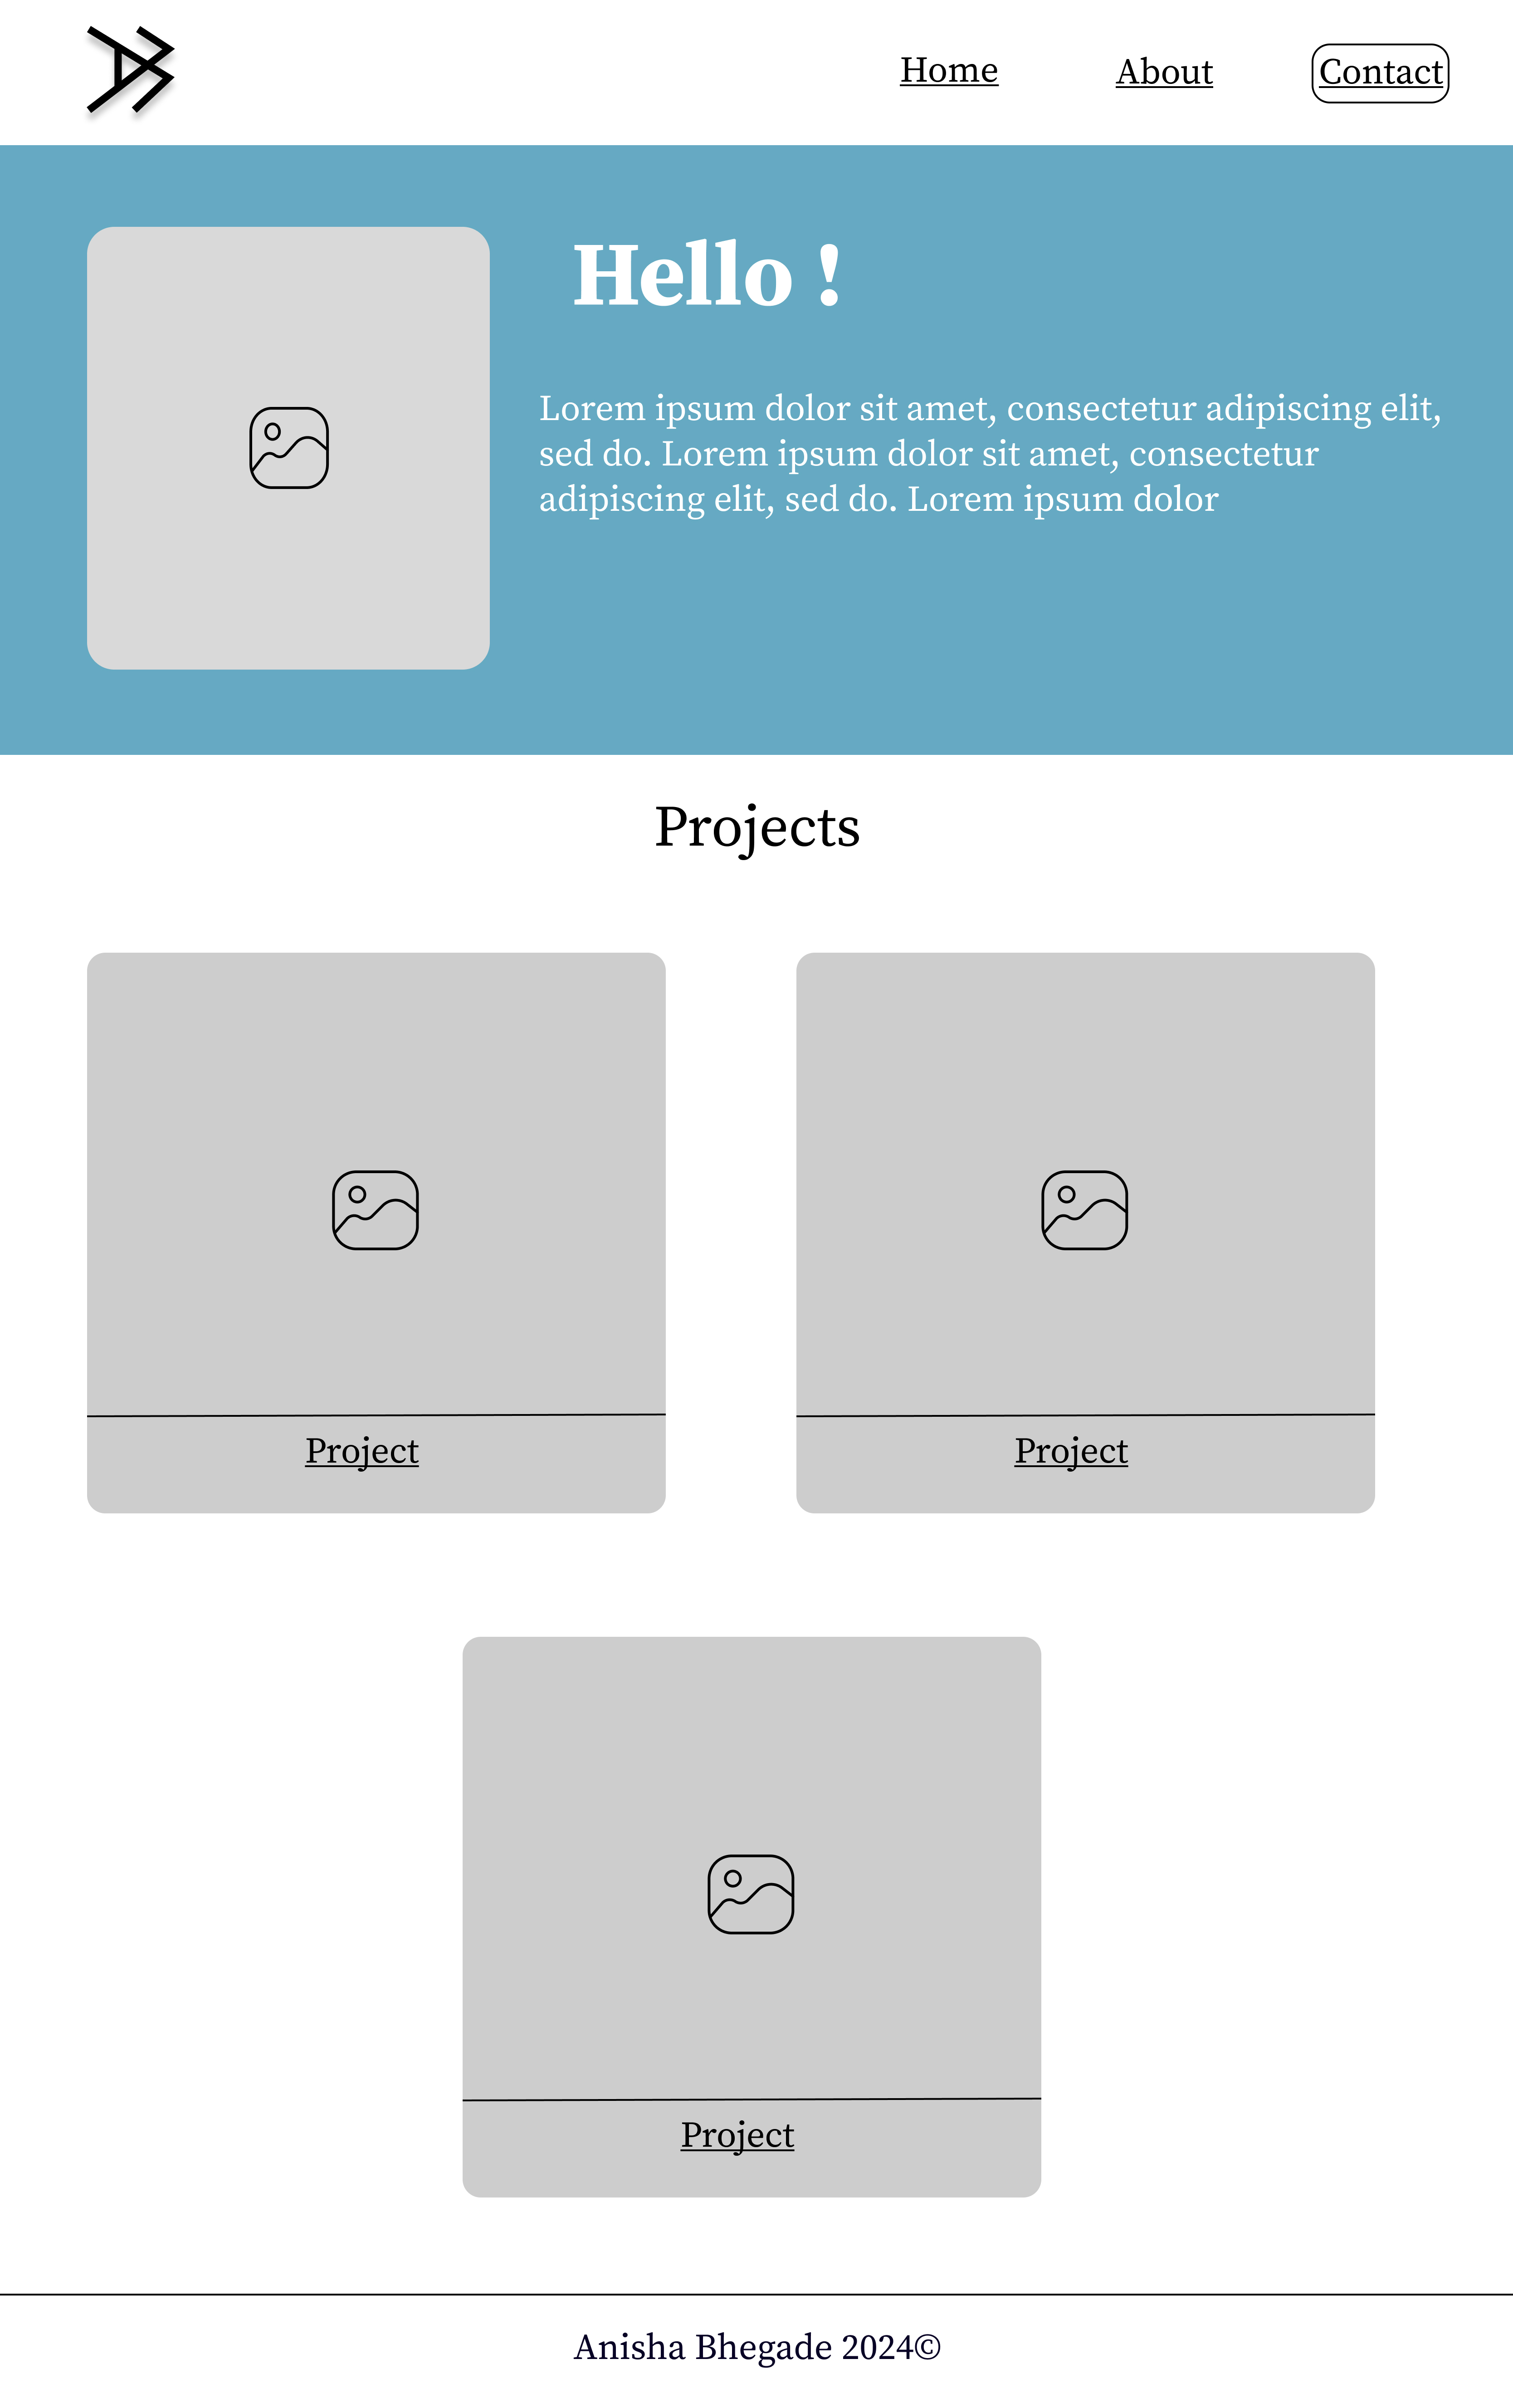 Home
About
Contact
Hello !
Lorem ipsum dolor sit amet, consectetur adipiscing elit,
sed do. Lorem ipsum dolor sit amet, consectetur
adipiscing elit, sed do. Lorem ipsum dolor
Projects
Project
Project
Project
Anisha Bhegade 2024©